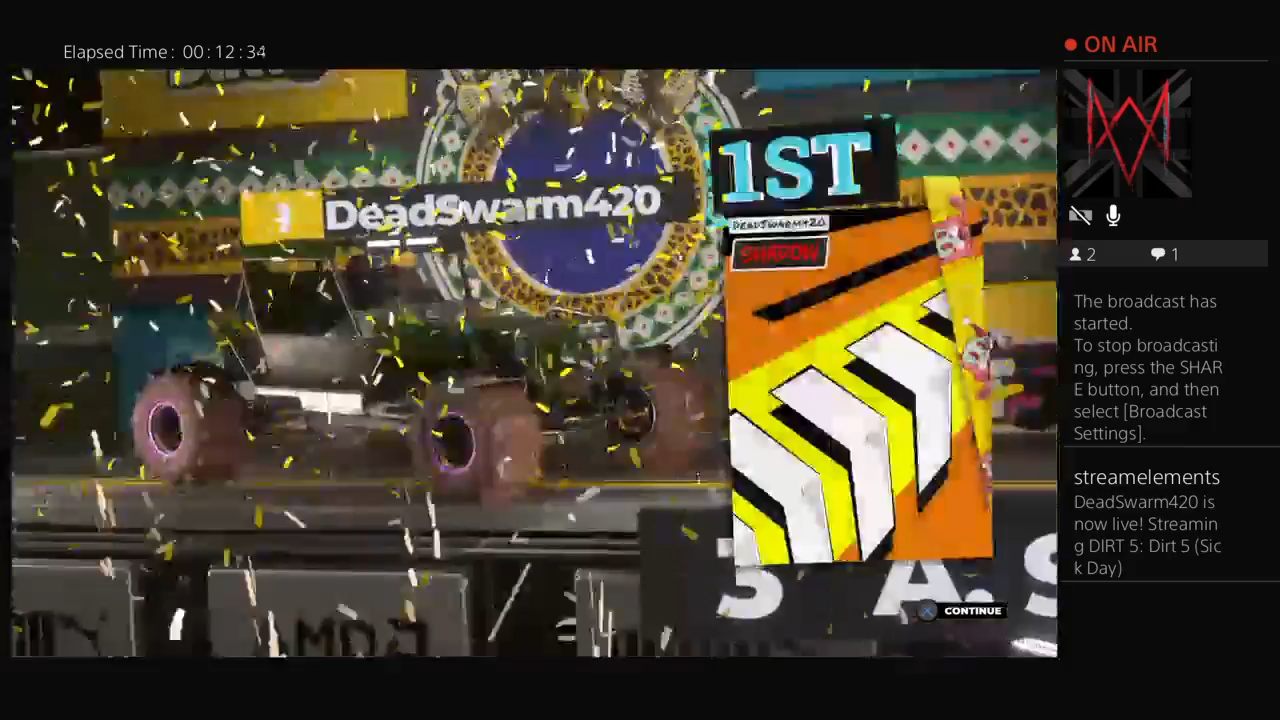 Elapsed Time: 00:12:34
ON AIR
1ST
DeadSwarm420
DEADSWARM420
SHADOW
2
1
The broadcast has
started.
To stop broadcasti
ng, press the SHAR
E button, and then
select [Broadcast
Settings].
streamelements
DeadSwarm420 is
now live! Streamin
g DIRT 5: Dirt 5 (Sic
k Day)
CONTINUE